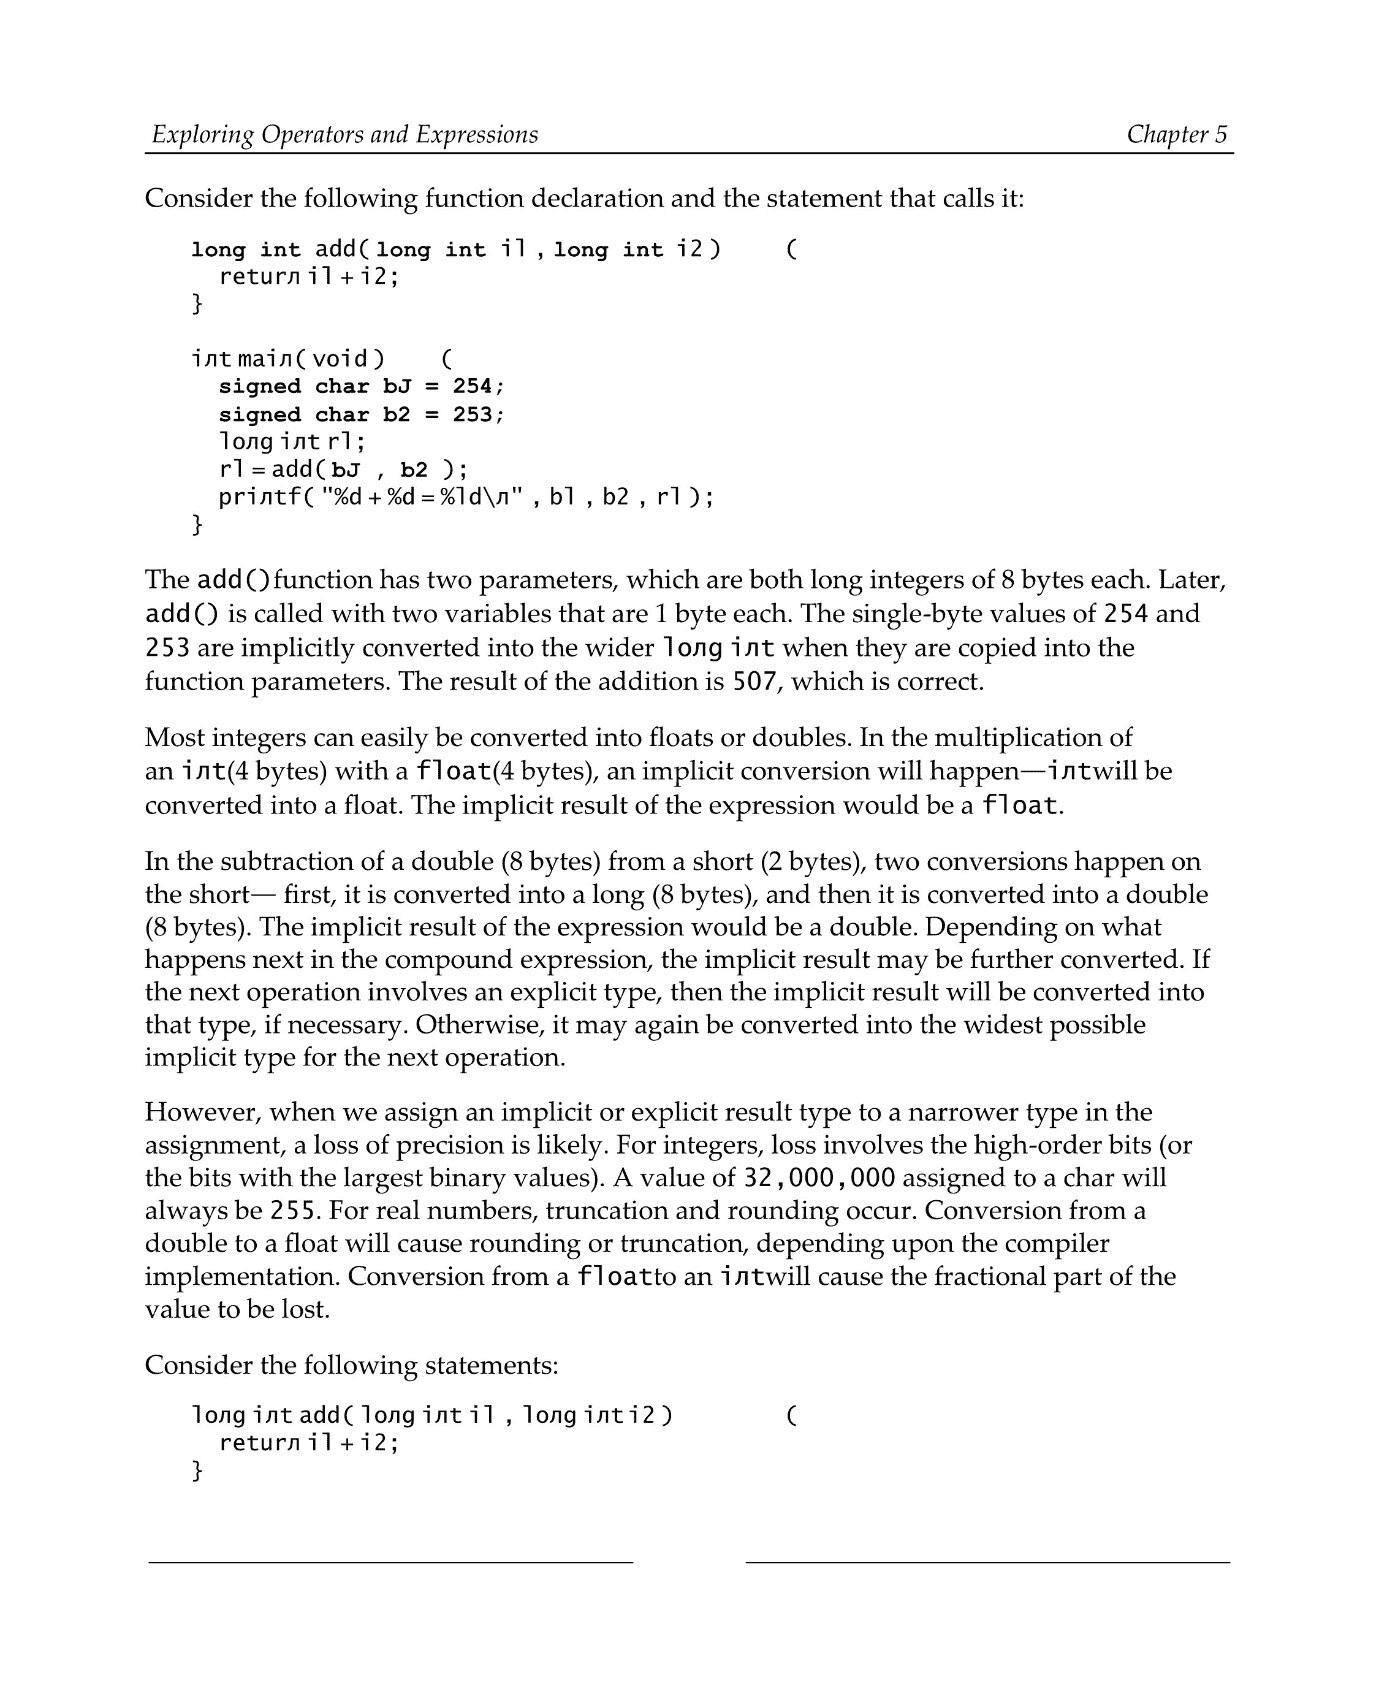 Exploring Operators and Expressions Chapter 5
Consider the following function declaration and the statement that calls it:
long int add( long int il , long int i2 ) (
returл il + i2;
}
iлt maiл( void ) (
signed char bJ = 254;
signed char b2 = 253;
loлg iлt rl;
rl = add( bJ , b2 );
priлtf( "%d + %d = %ld\л" , bl , b2 , rl );
}
The add()function has two parameters, which are both long integers of 8 bytes each. Later,
add() is called with two variables that are 1 byte each. The single-byte values of 254 and
253 are implicitly converted into the wider loлg iлt when they are copied into the
function parameters. The result of the addition is 507, which is correct.
Most integers can easily be converted into floats or doubles. In the multiplication of
an iлt(4 bytes) with a float(4 bytes), an implicit conversion will happen—iлtwill be
converted into a float. The implicit result of the expression would be a float.
In the subtraction of a double (8 bytes) from a short (2 bytes), two conversions happen on
the short— first, it is converted into a long (8 bytes), and then it is converted into a double
(8 bytes). The implicit result of the expression would be a double. Depending on what
happens next in the compound expression, the implicit result may be further converted. If
the next operation involves an explicit type, then the implicit result will be converted into
that type, if necessary. Otherwise, it may again be converted into the widest possible
implicit type for the next operation.
However, when we assign an implicit or explicit result type to a narrower type in the
assignment, a loss of precision is likely. For integers, loss involves the high-order bits (or
the bits with the largest binary values). A value of 32,000,000 assigned to a char will
always be 255. For real numbers, truncation and rounding occur. Conversion from a
double to a float will cause rounding or truncation, depending upon the compiler
implementation. Conversion from a floatto an iлtwill cause the fractional part of the
value to be lost.
Consider the following statements:
loлg iлt add( loлg iлt il , loлg iлt i2 ) (
returл il + i2;
}